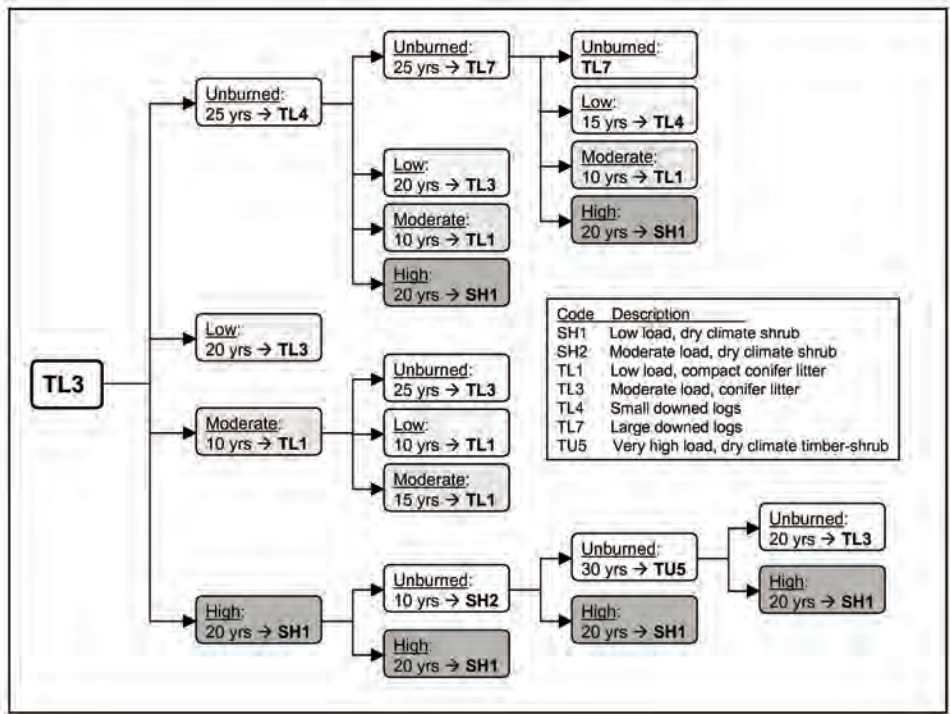 TL3
Unburned:
25 yrs → TL4
Unburned:
25 yrs → TL7
Unburned:
TL7
Low:
15 yrs → TL4
Moderate:
10 yrs → TL1
High:
20 yrs → SH1
Low:
20 yrs → TL3
Moderate:
10 yrs → TL1
High:
20 yrs → SH1
Low:
20 yrs → TL3
Moderate:
10 yrs → TL1
Unburned:
25 yrs → TL3
Low:
10 yrs → TL1
Moderate:
15 yrs → TL1
High:
20 yrs → SH1
Unburned:
10 yrs → SH2
Unburned:
30 yrs → TU5
Unburned:
20 yrs → TL3
High:
20 yrs → SH1
High:
20 yrs → SH1
High:
20 yrs → SH1
Code Description
SH1 Low load, dry climate shrub
SH2 Moderate load, dry climate shrub
TL1 Low load, compact conifer litter
TL3 Moderate load, conifer litter
TL4 Small downed logs
TL7 Large downed logs
TU5 Very high load, dry climate timber-shrub